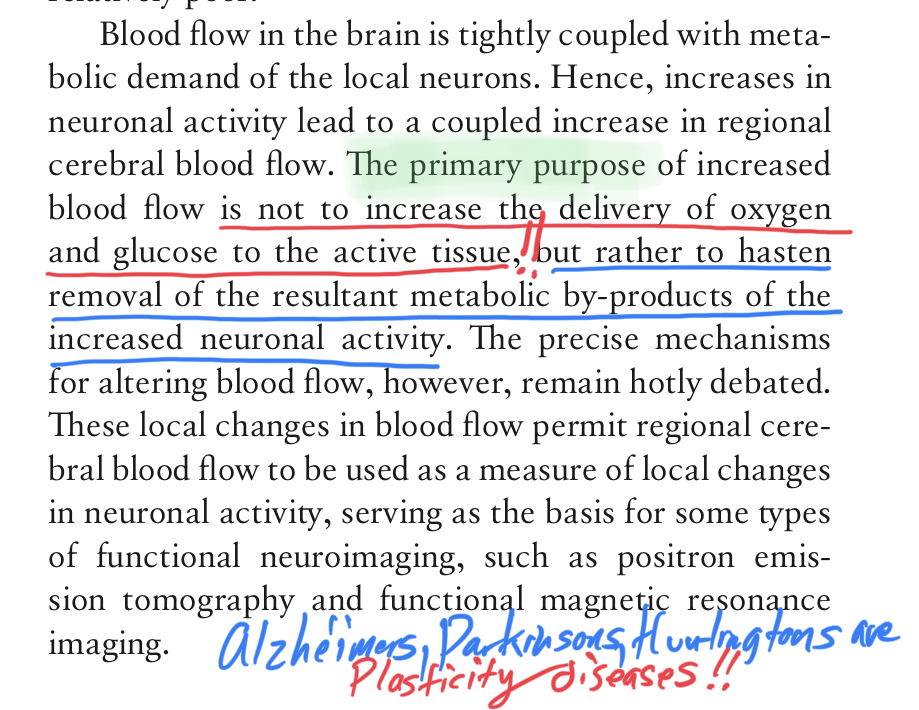 relatively poor.
Blood flow in the brain is tightly coupled with meta-
bolic demand of the local neurons. Hence, increases in
neuronal activity lead to a coupled increase in regional
cerebral blood flow. The primary purpose of increased
blood flow is not to increase the delivery of oxygen
and glucose to the active tissue,!! but rather to hasten
removal of the resultant metabolic by-products of the
increased neuronal activity. The precise mechanisms
for altering blood flow, however, remain hotly debated.
These local changes in blood flow permit regional cere-
bral blood flow to be used as a measure of local changes
in neuronal activity, serving as the basis for some types
of functional neuroimaging, such as positron emis-
sion tomography and functional magnetic resonance
imaging. Alzheimers, Parkinsons, Huntingtons are
Plasticity diseases!!